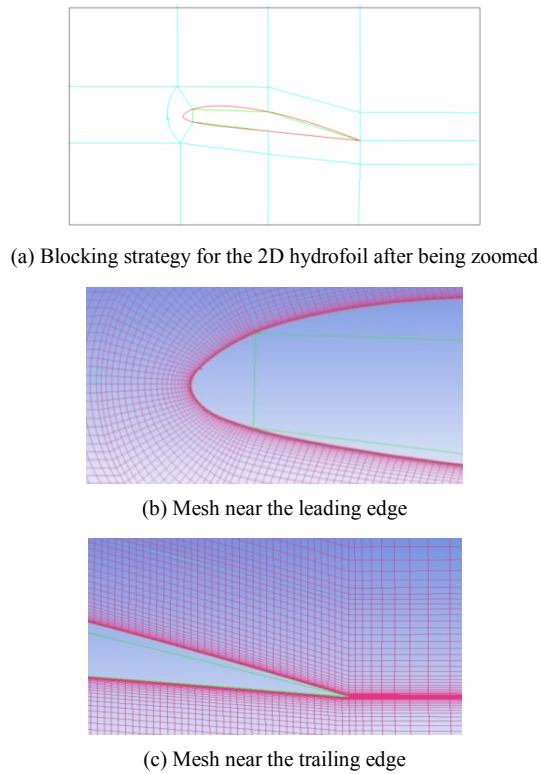 (a) Blocking strategy for the 2D hydrofoil after being zoomed
(b) Mesh near the leading edge
(c) Mesh near the trailing edge